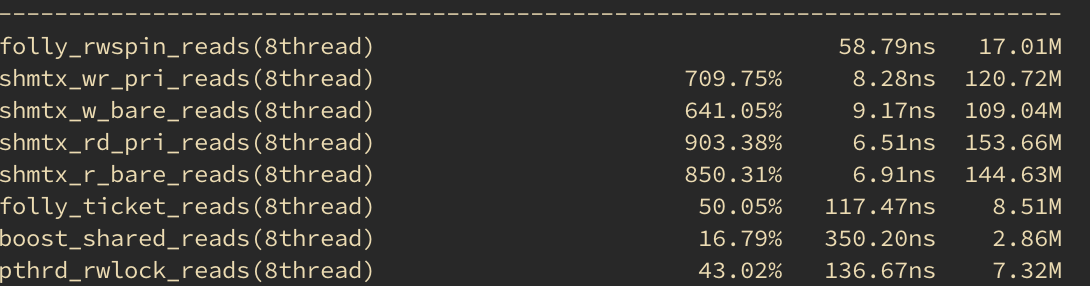 --------------------------------------------------------------------------
folly_rwspin_reads(8thread) 58.79ns 17.01M
shmtx_wr_pri_reads(8thread) 709.75% 8.28ns 120.72M
shmtx_w_bare_reads(8thread) 641.05% 9.17ns 109.04M
shmtx_rd_pri_reads(8thread) 903.38% 6.51ns 153.66M
shmtx_r_bare_reads(8thread) 850.31% 6.91ns 144.63M
folly_ticket_reads(8thread) 50.05% 117.47ns 8.51M
boost_shared_reads(8thread) 16.79% 350.20ns 2.86M
pthrd_rwlock_reads(8thread) 43.02% 136.67ns 7.32M